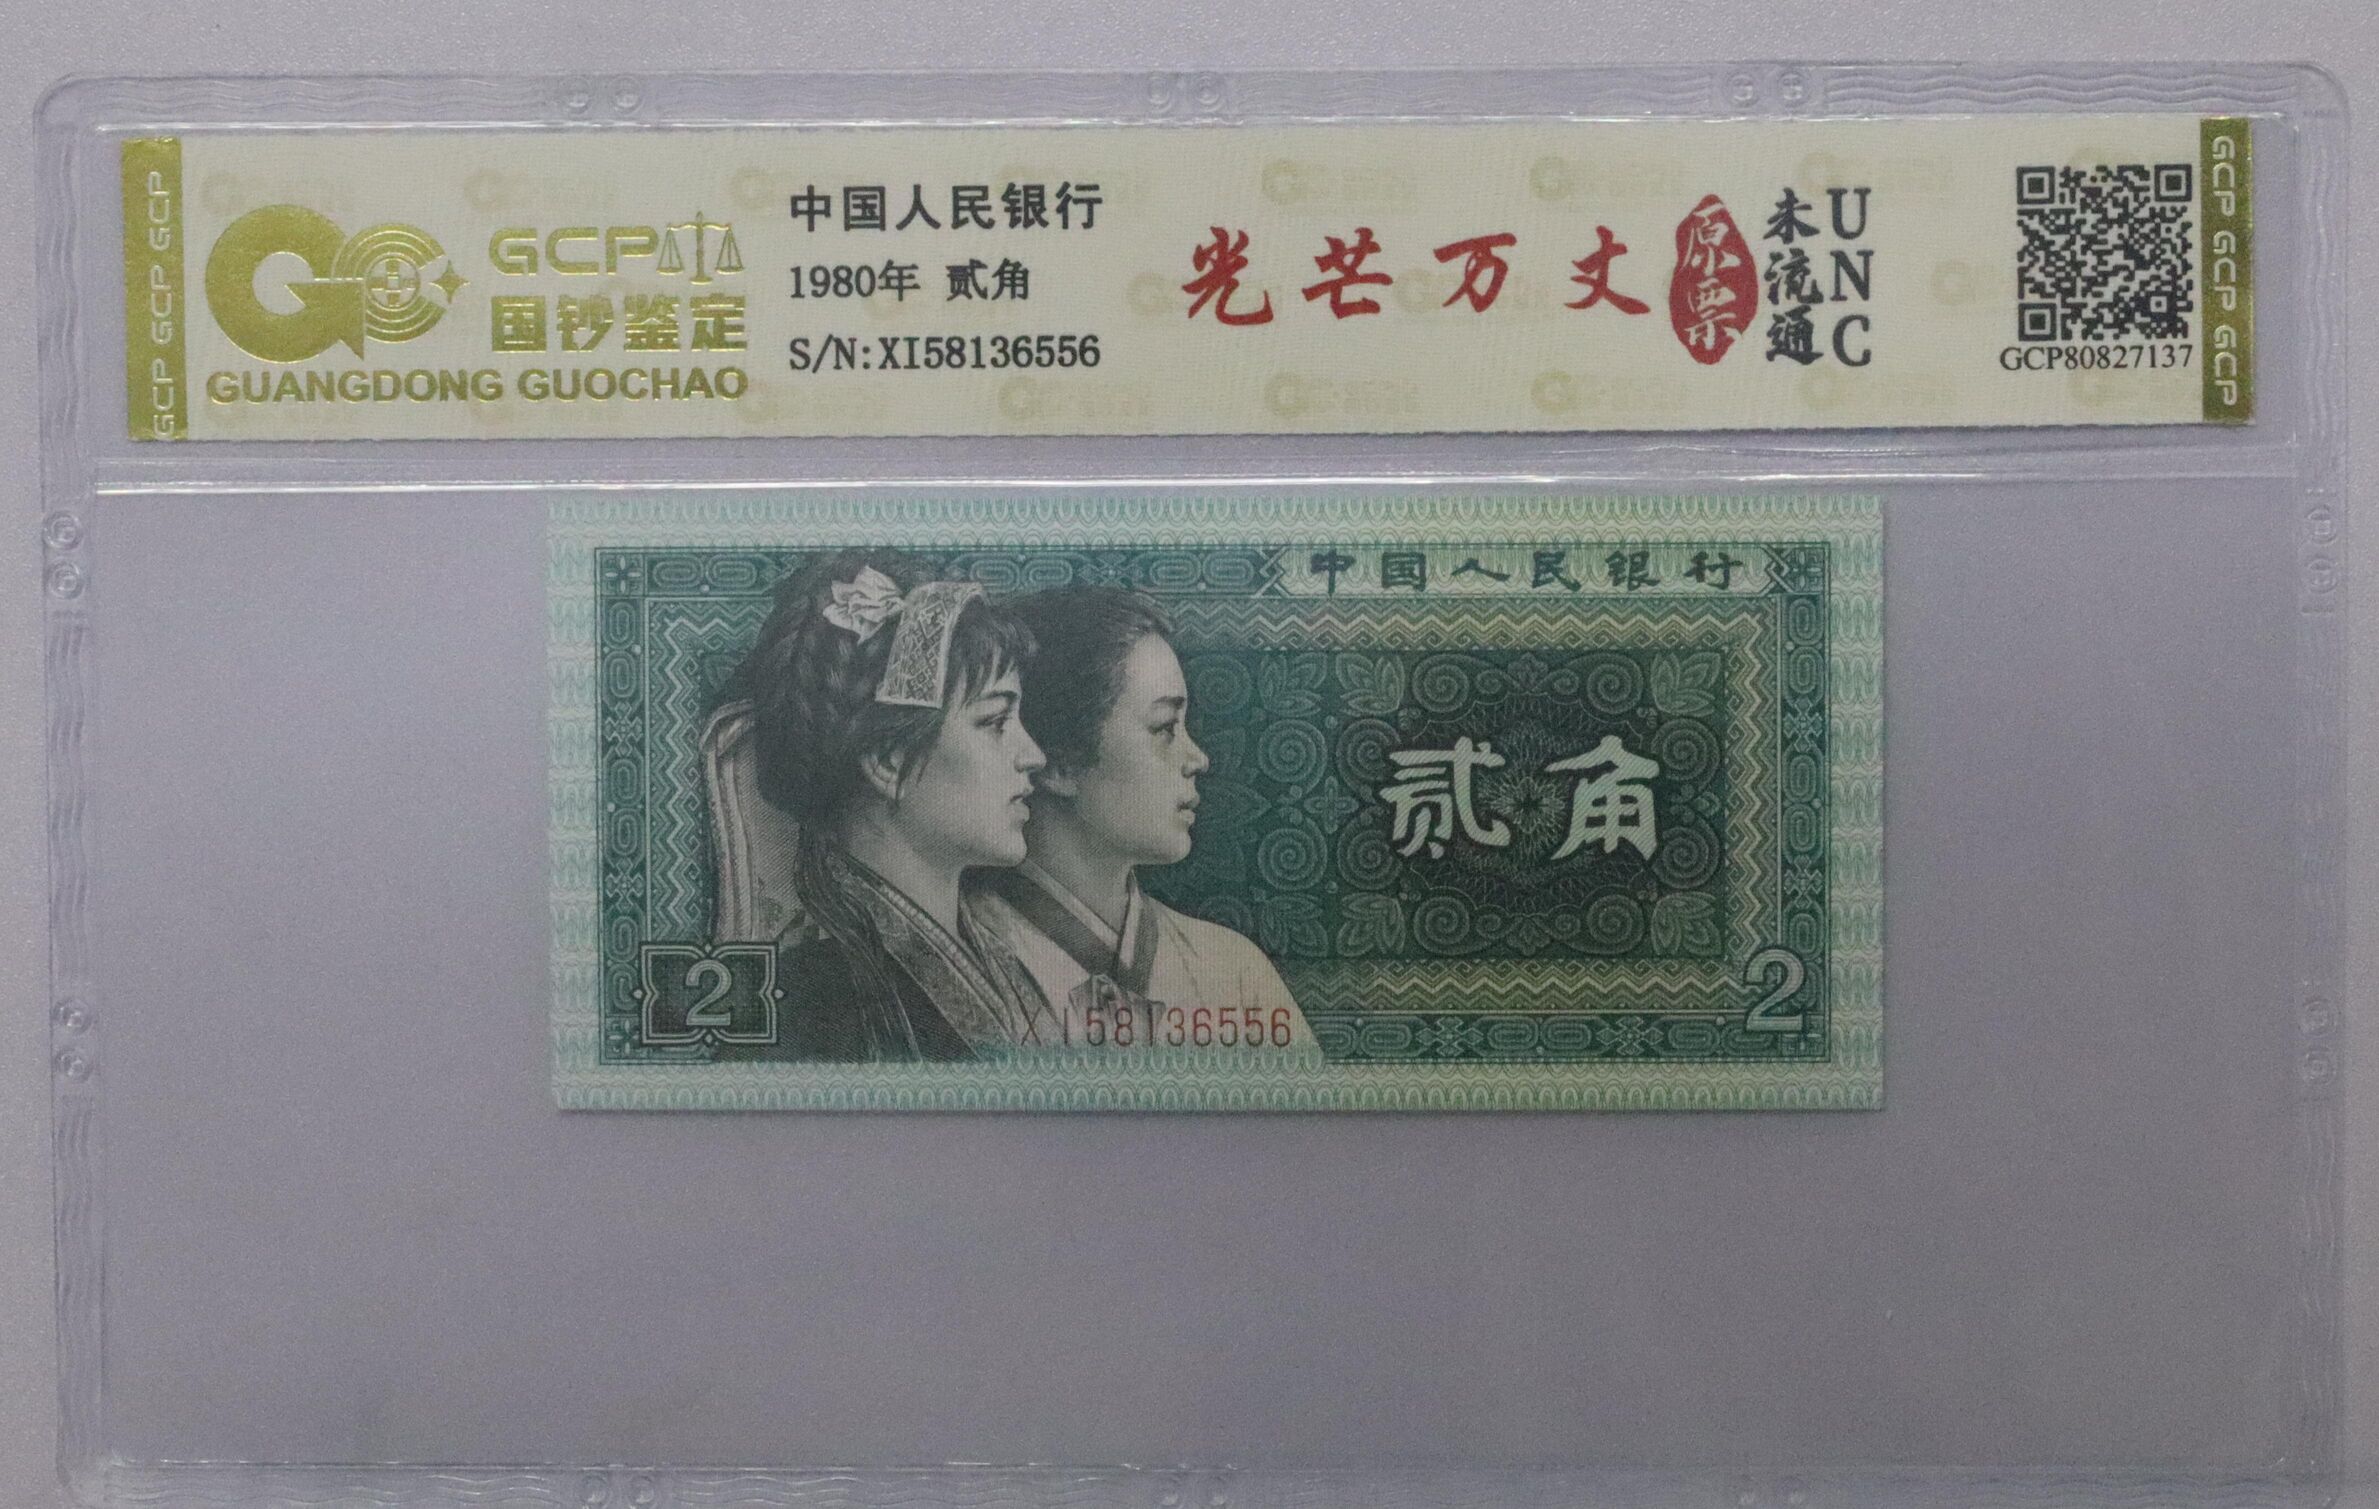 GCP GCP GCP GCP
GCP
国钞鉴定
GUANGDONG GUOCHAO
中国人民银行
1980年 贰角
S/N:XI58136556
光芒万丈
原票
未流通
UNC
GCP80827137
GCP GCP GCP GCP
中国人民银行
贰角
2
XI58136556
2